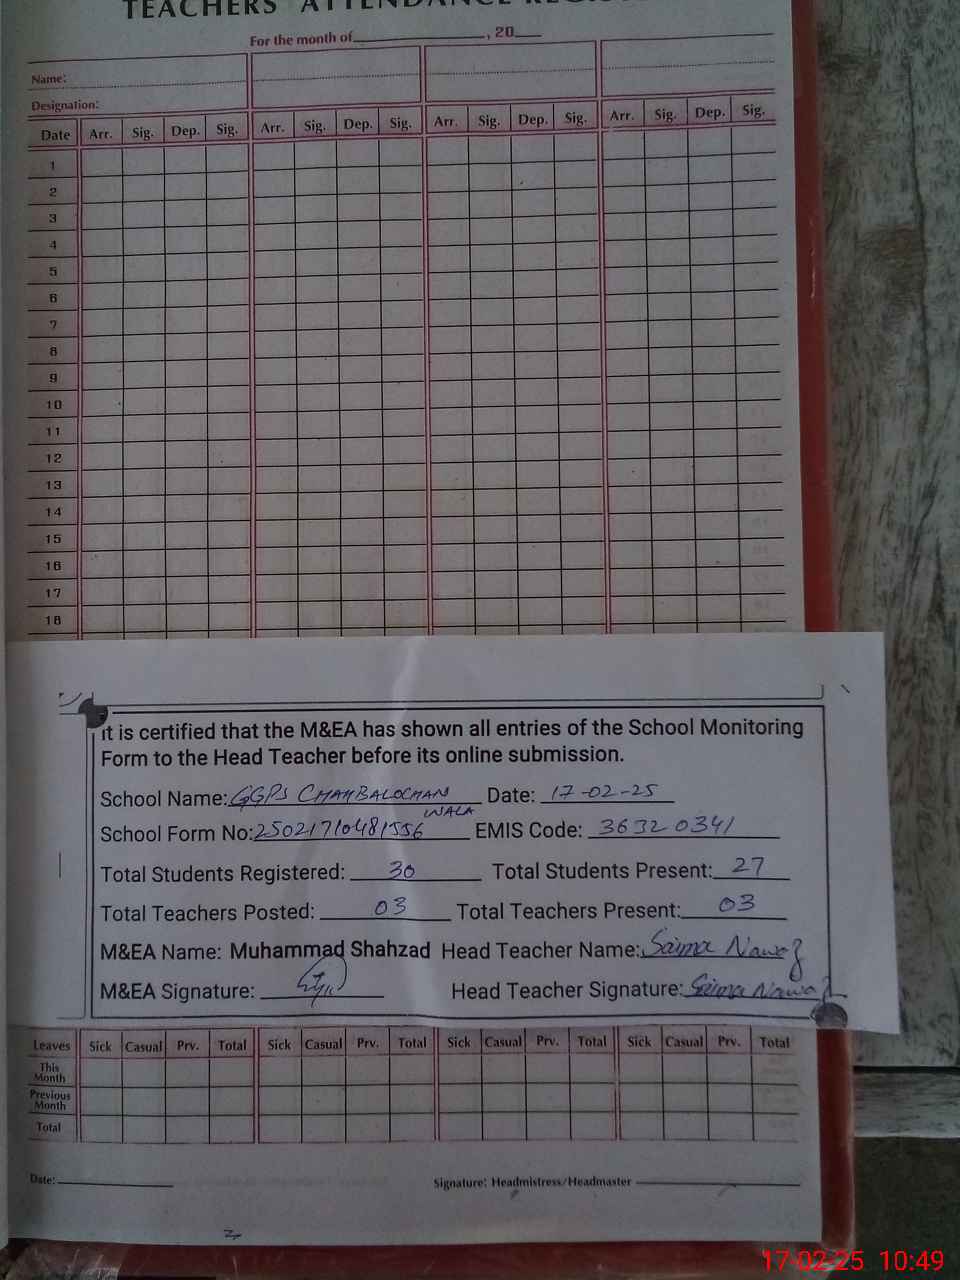 TEACHERS' ATTENDANCE
For the month of , 20
Name:
Designation:
Date Arr. Sig. Dep. Sig. Arr. Sig. Dep. Sig. Arr. Sig. Dep. Sig. Arr. Sig. Dep. Sig.
1
2
3
4
5
6
7
8
9
10
11
12
13
14
15
16
17
18
It is certified that the M&EA has shown all entries of the School Monitoring
Form to the Head Teacher before its online submission.
School Name: GGPS CHAH BALOCHAN WALA Date: 17-02-25
School Form No: 25021710481556 EMIS Code: 36320341
Total Students Registered: 30 Total Students Present: 27
Total Teachers Posted: 03 Total Teachers Present: 03
M&EA Name: Muhammad Shahzad Head Teacher Name: Saima Nawaz
M&EA Signature: Head Teacher Signature: Saima Nawaz
Leaves Sick Casual Prv. Total Sick Casual Prv. Total Sick Casual Prv. Total Sick Casual Prv. Total
This Month
Previous Month
Total
Date: Signature: Headmistress/Headmaster
17-02-25 10:49